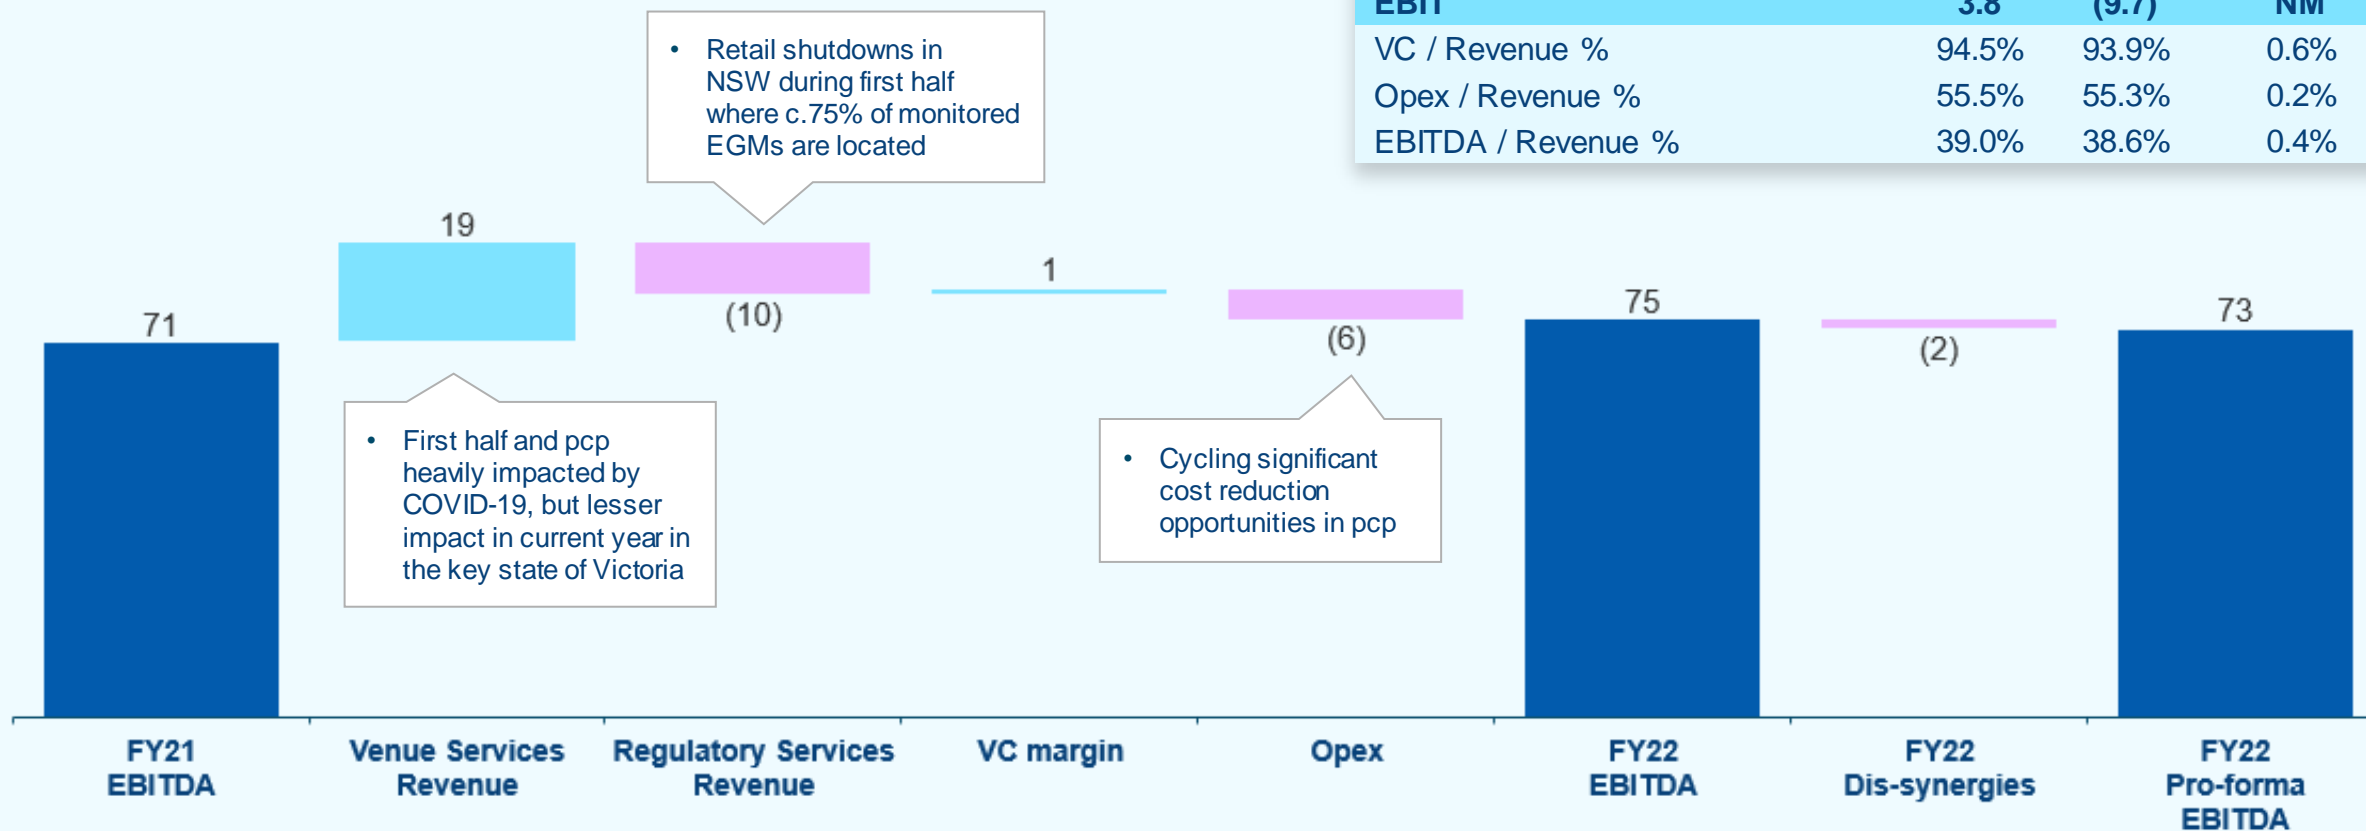 EBIT 3.8 (9.7) NM
VC / Revenue % 94.5% 93.9% 0.6%
Opex / Revenue % 55.5% 55.3% 0.2%
EBITDA / Revenue % 39.0% 38.6% 0.4%
• Retail shutdowns in
NSW during first half
where c.75% of monitored
EGMs are located
71
19
(10)
1
(6)
75
(2)
73
• First half and pcp
heavily impacted by
COVID-19, but lesser
impact in current year in
the key state of Victoria
• Cycling significant
cost reduction
opportunities in pcp
FY21
EBITDA
Venue Services
Revenue
Regulatory Services
Revenue
VC margin
Opex
FY22
EBITDA
FY22
Dis-synergies
FY22
Pro-forma
EBITDA